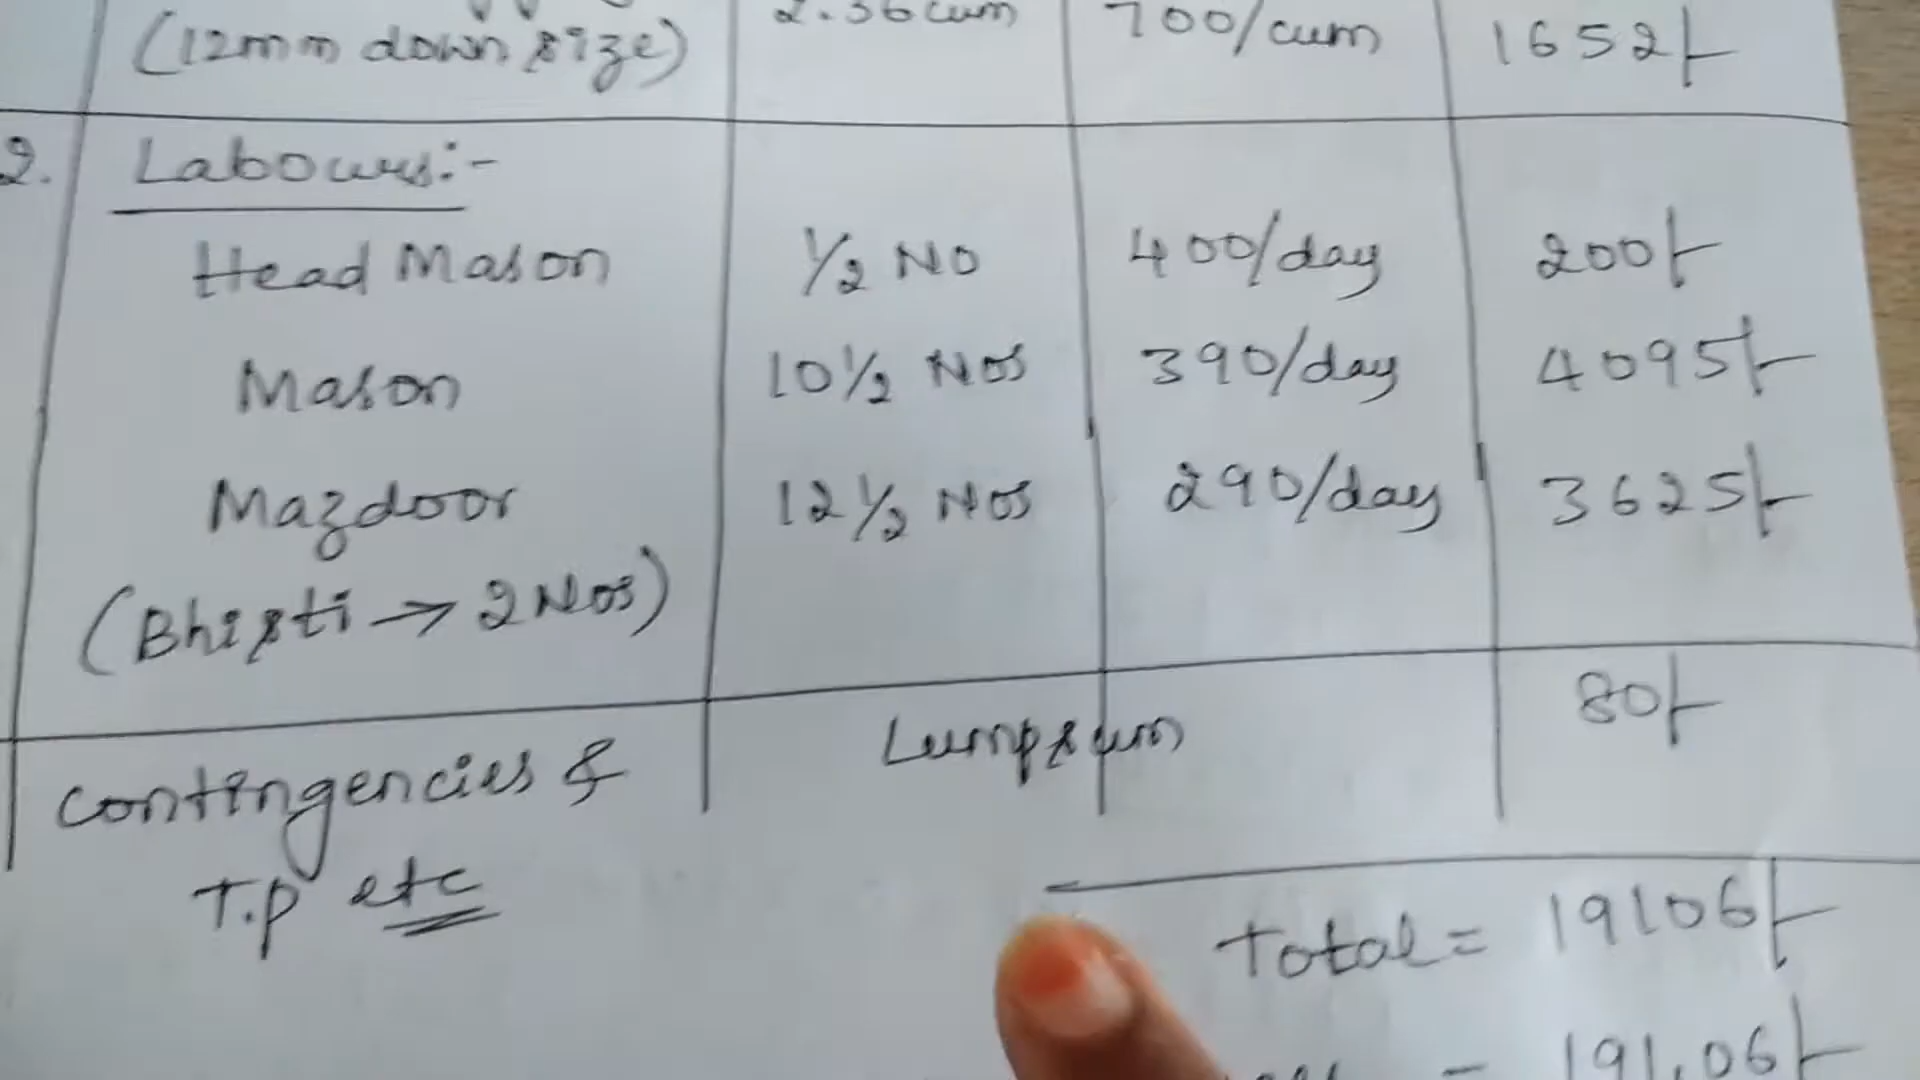 (12mm down size) 2.36cum 700/cum 1652/-
2. Labours:-
Head Mason 1/2 No 400/day 200/-
Mason 10 1/2 Nos 390/day 4095/-
Mazdoor 12 1/2 Nos 290/day 3625/-
(Bhisti → 2 Nos)
Contingencies & Lumpsum 80/-
T.p etc
Total = 19106/-
= 191.06/-